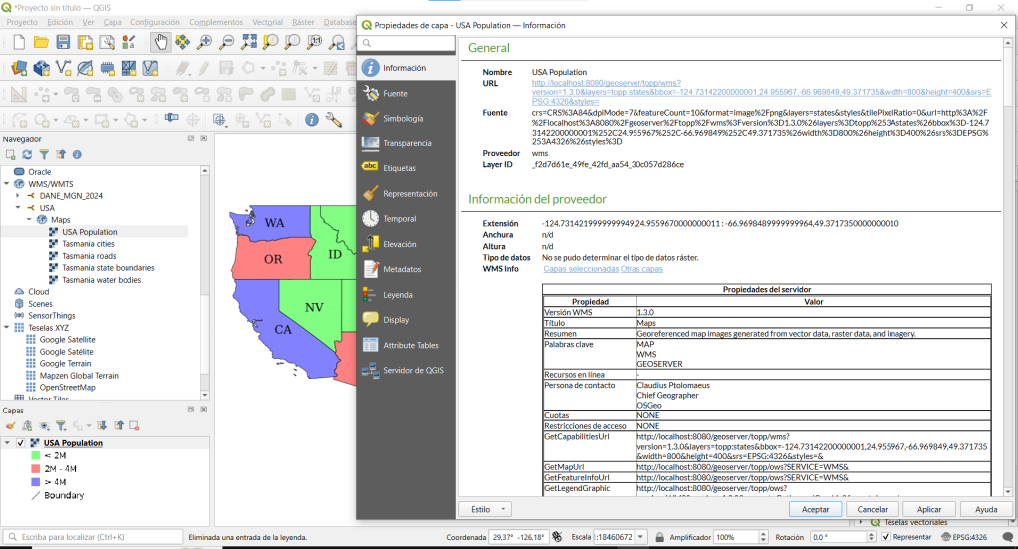 *Proyecto sin título — QGIS
Proyecto Edición Ver Capa Configuración Complementos Vectorial Ráster Database
Navegador
Oracle
WMS/WMTS
DANE_MGN_2024
USA
Maps
USA Population
Tasmania cities
Tasmania roads
Tasmania state boundaries
Tasmania water bodies
Cloud
Scenes
SensorThings
Teselas XYZ
Google Satellite
Google Satélite
Google Terrain
Mapzen Global Terrain
OpenStreetMap
Vector Tiles
Capas
USA Population
< 2M
2M - 4M
> 4M
Boundary
WA
OR
ID
NV
CA
Propiedades de capa - USA Population — Información
Información
Fuente
Simbología
Transparencia
abc Etiquetas
Representación
Temporal
Elevación
Metadatos
Leyenda
Display
Attribute Tables
Servidor de QGIS
General
Nombre USA Population
URL http://localhost:8080/geoserver/topp/wms?
version=1.3.0&layers=topp:states&bbox=-124.73142200000001,24.955967,-66.969849,49.371735&wdth=800&height=400&srs=E
PSG:4326&styles=
Fuente crs=CRS%3A84&dpiMode=7&featureCount=10&format=image%2Fpng&layers=states&styles&tilePixelRatio=0&url=http%3A%2F%
2Flocalhost%3A8080%2Fgeoserver%2Ftopp%2Fwms%3Fversion%3D1.3.0%26layers%3Dtopp%253Astates%26bbox%3D-124.7
3142200000001%252C24.955967%252C-66.969849%252C49.371735%26width%3D800%26height%3D400%26srs%3DEPSG%
253A4326%26styles%3D
Proveedor wms
Layer ID _f2d7d61e_49fe_42fd_aa54_30c057d286ce
Información del proveedor
Extensión -124.7314219999999949,24.9559670000000011 : -66.9698489999999964,49.3717350000000010
Anchura n/d
Altura n/d
Tipo de datos No se pudo determinar el tipo de datos ráster.
WMS Info Capas seleccionadas Otras capas
Propiedades del servidor
Propiedad Valor
Versión WMS 1.3.0
Título Maps
Resumen Georeferenced map images generated from vector data, raster data, and imagery.
Palabras clave MAP
WMS
GEOSERVER
Recursos en línea -
Persona de contacto Claudius Ptolomaeus
Chief Geographer
OSGeo
Cuotas NONE
Restricciones de acceso NONE
GetCapabilitiesUrl http://localhost:8080/geoserver/topp/wms?
version=1.3.0&layers=topp:states&bbox=-124.73142200000001,24.955967,-66.969849,49.371735
&width=800&height=400&srs=EPSG:4326&styles=&
GetMapUrl http://localhost:8080/geoserver/topp/ows?SERVICE=WMS&
GetFeatureInfoUrl http://localhost:8080/geoserver/topp/ows?SERVICE=WMS&
GetLegendGraphic http://localhost:8080/geoserver/topp/ows?
Estilo Aceptar Cancelar Aplicar Ayuda
Teselas vectoriales
Escriba para localizar (Ctrl+K) Eliminada una entrada de la leyenda. Coordenada 29,37° -126,18° Escala :18460672 Amplificador 100% Rotación 0,0 ° Representar EPSG:4326